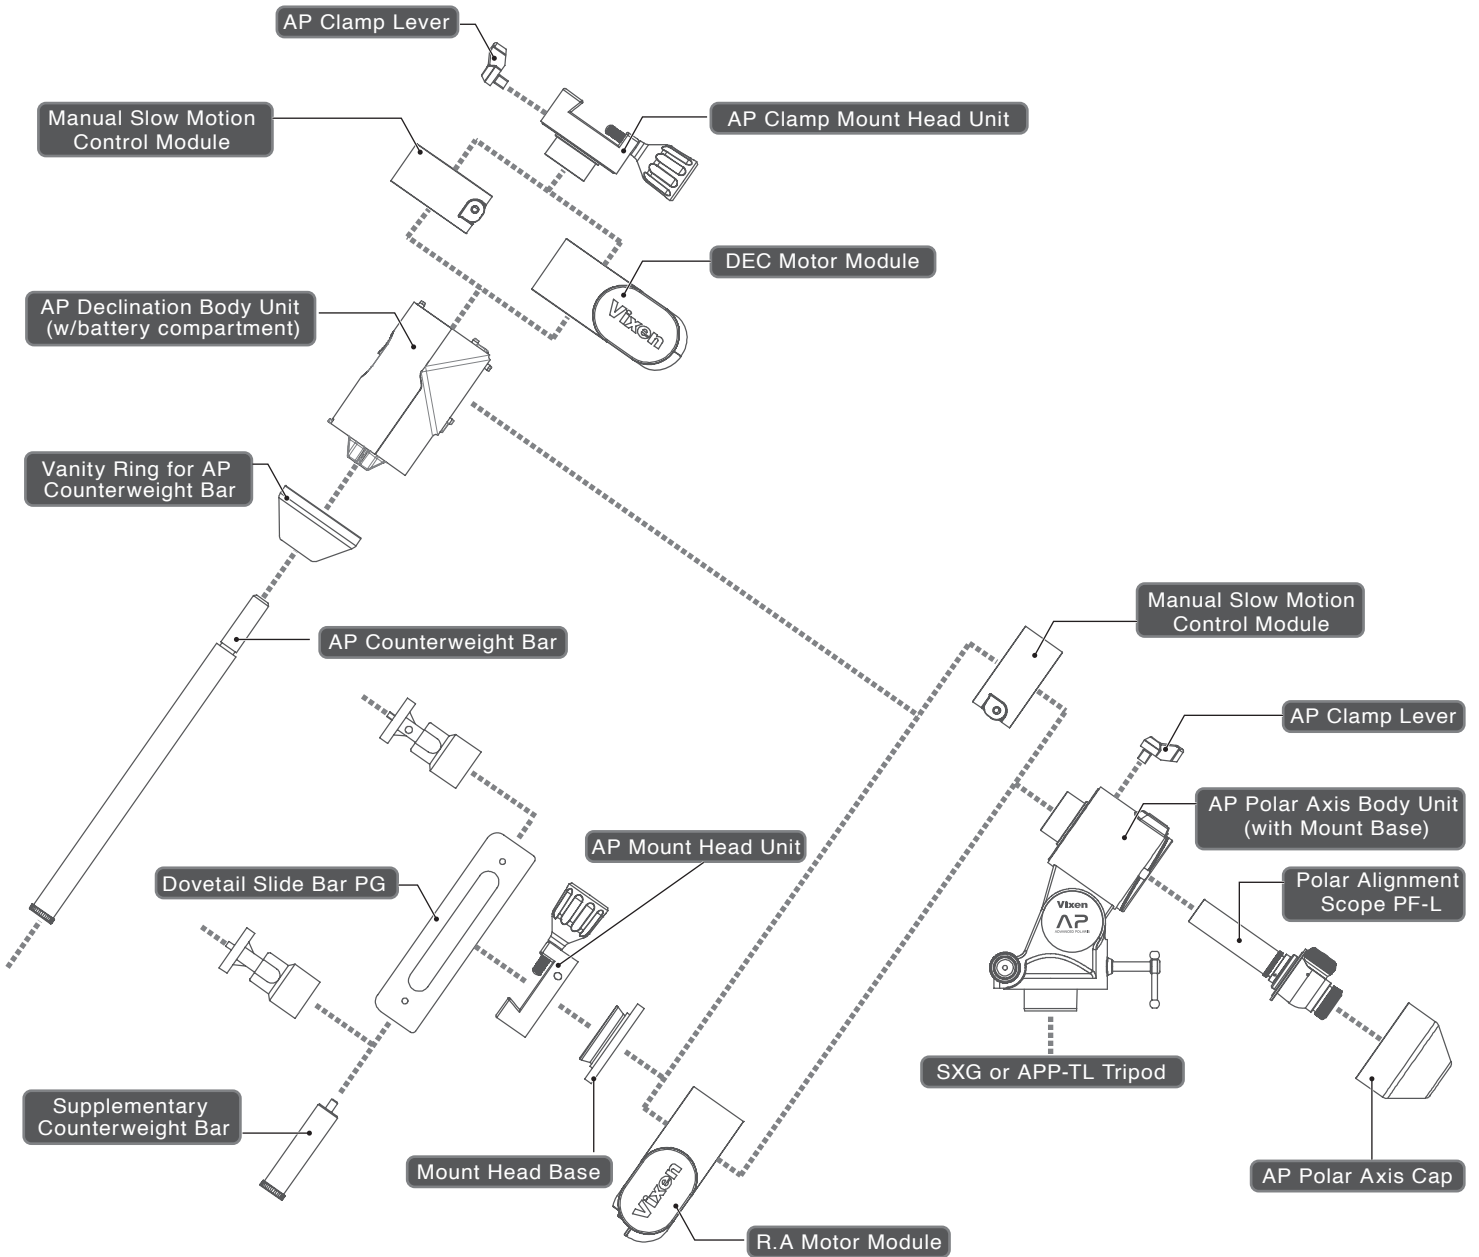 AP Clamp Lever
Manual Slow Motion
Control Module
AP Clamp Mount Head Unit
DEC Motor Module
Vixen
AP Declination Body Unit
(w/battery compartment)
Vanity Ring for AP
Counterweight Bar
AP Counterweight Bar
Manual Slow Motion
Control Module
AP Clamp Lever
AP Polar Axis Body Unit
(with Mount Base)
AP Mount Head Unit
Dovetail Slide Bar PG
Polar Alignment
Scope PF-L
Vixen
AP
ADVANCED POLARIS
SXG or APP-TL Tripod
Supplementary
Counterweight Bar
Mount Head Base
Vixen
AP Polar Axis Cap
R.A Motor Module